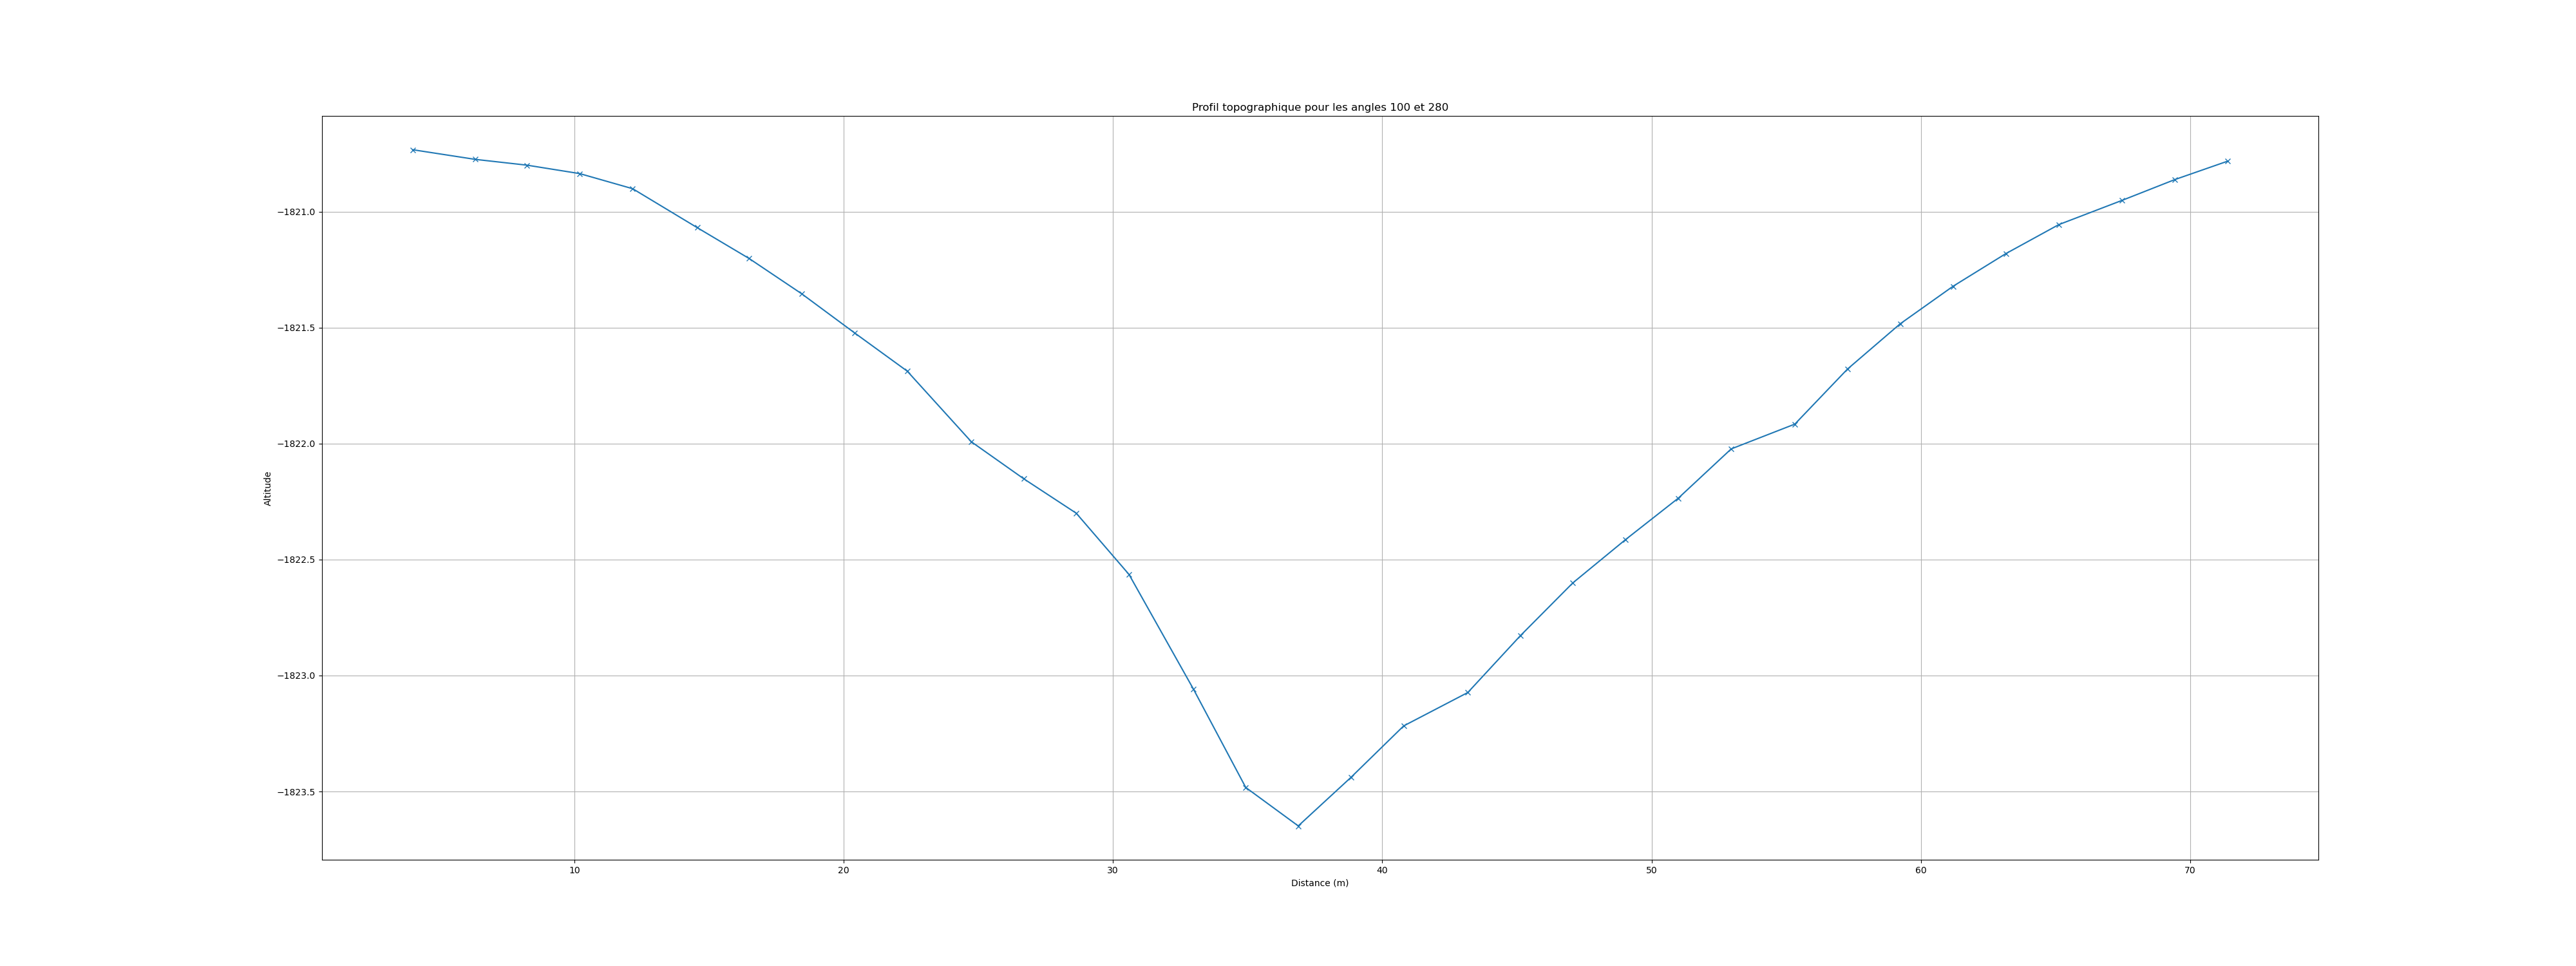 Profil topographique pour les angles 100 et 280
Altitude
−1821.0
−1821.5
−1822.0
−1822.5
−1823.0
−1823.5
10 20 30 40 50 60 70
Distance (m)